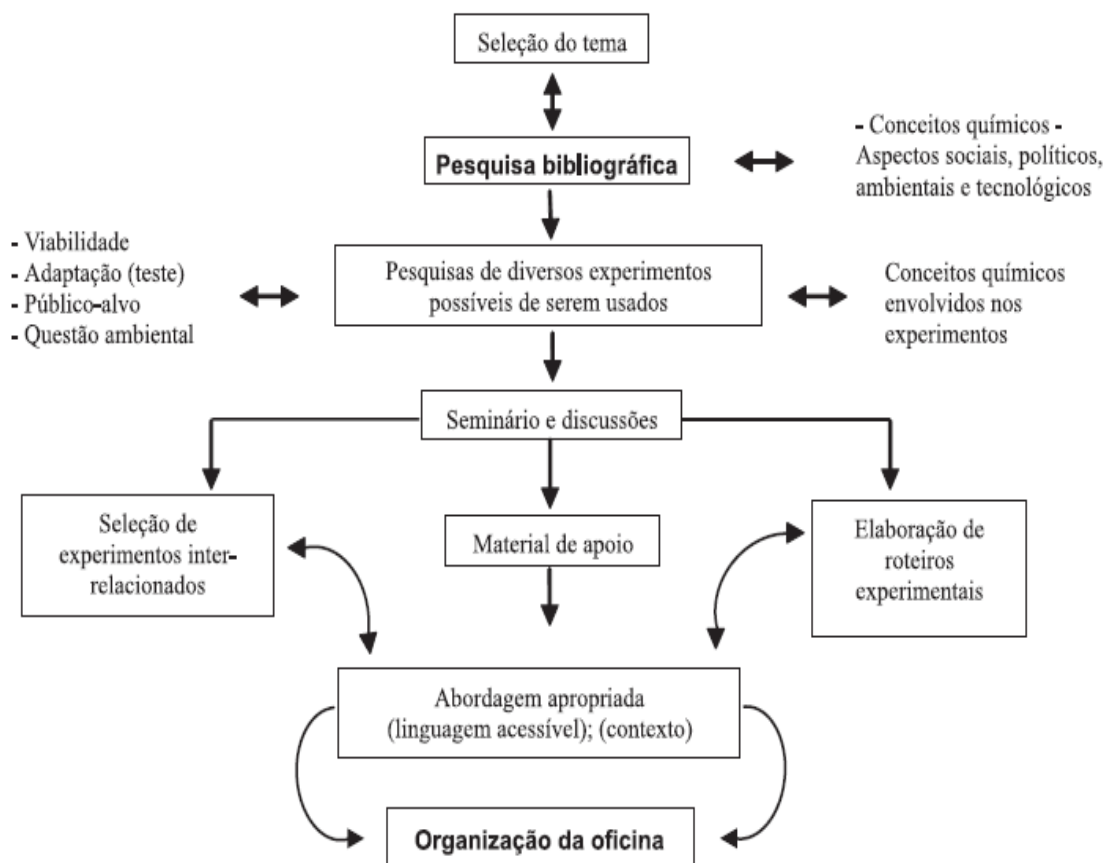 Seleção do tema
Pesquisa bibliográfica
- Conceitos químicos -
Aspectos sociais, políticos,
ambientais e tecnológicos
- Viabilidade
- Adaptação (teste)
- Público-alvo
- Questão ambiental
Pesquisas de diversos experimentos
possíveis de serem usados
Conceitos químicos
envolvidos nos
experimentos
Seminário e discussões
Seleção de
experimentos inter-
relacionados
Material de apoio
Elaboração de
roteiros
experimentais
Abordagem apropriada
(linguagem acessível); (contexto)
Organização da oficina